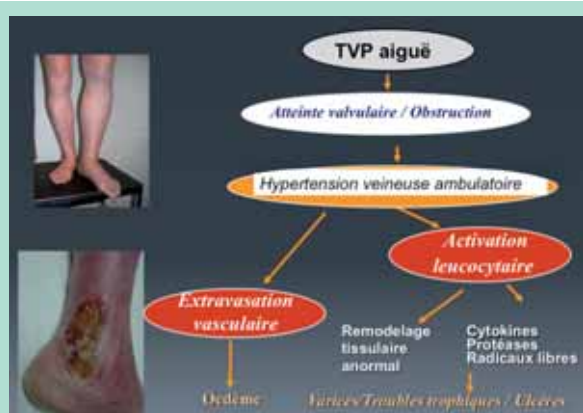 TVP aiguë
Atteinte valvulaire / Obstruction
Hypertension veineuse ambulatoire
Activation
leucocytaire
Extravasation
vasculaire
Remodelage
tissulaire
anormal
Cytokines
Protéases
Radicaux libres
Oedème
Varices/Troubles trophiques / Ulcères